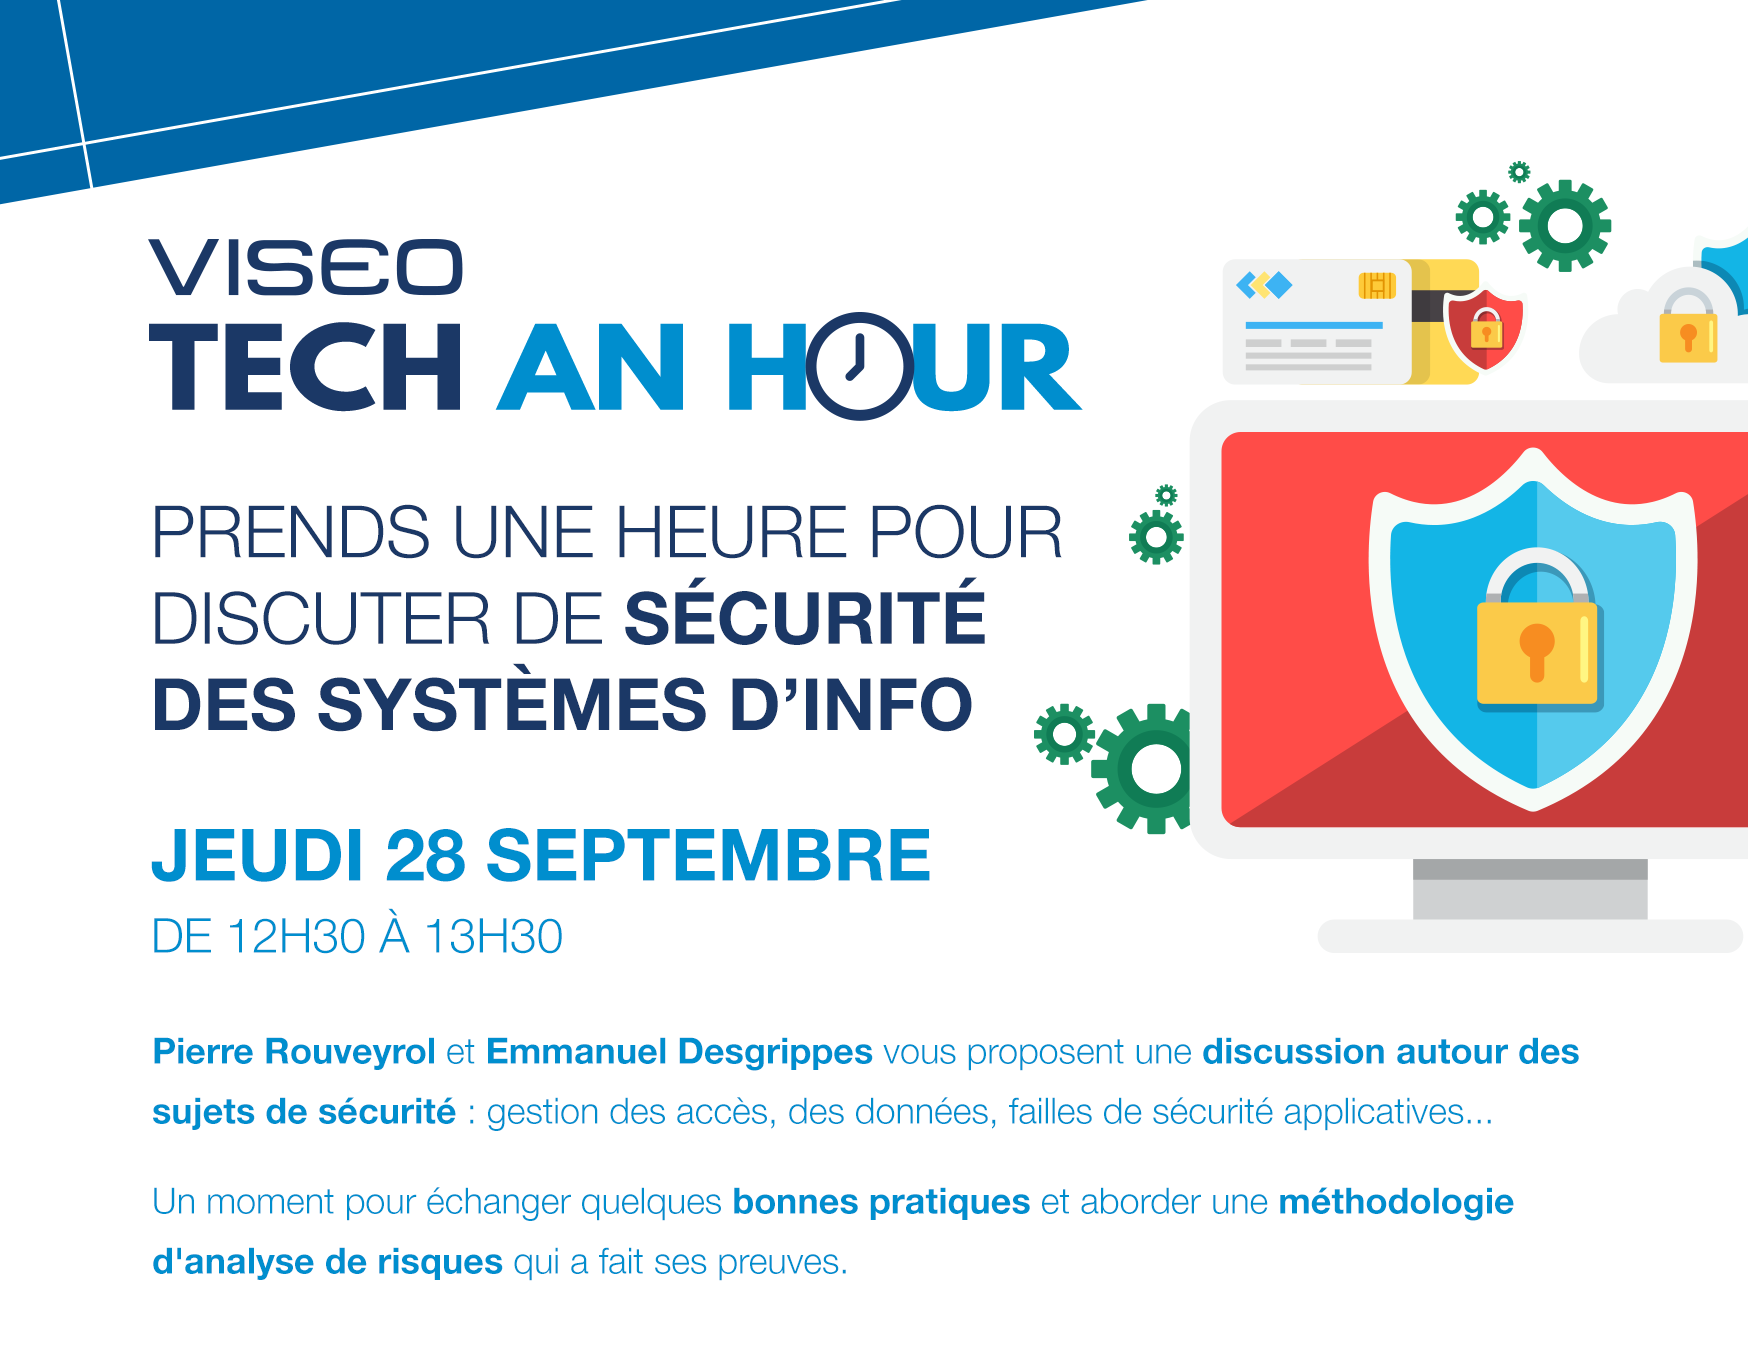 VISEO
TECH AN HOUR
PRENDS UNE HEURE POUR
DISCUTER DE SÉCURITÉ
DES SYSTÈMES D’INFO
JEUDI 28 SEPTEMBRE
DE 12H30 À 13H30
Pierre Rouveyrol et Emmanuel Desgrippes vous proposent une discussion autour des
sujets de sécurité : gestion des accès, des données, failles de sécurité applicatives...
Un moment pour échanger quelques bonnes pratiques et aborder une méthodologie
d'analyse de risques qui a fait ses preuves.